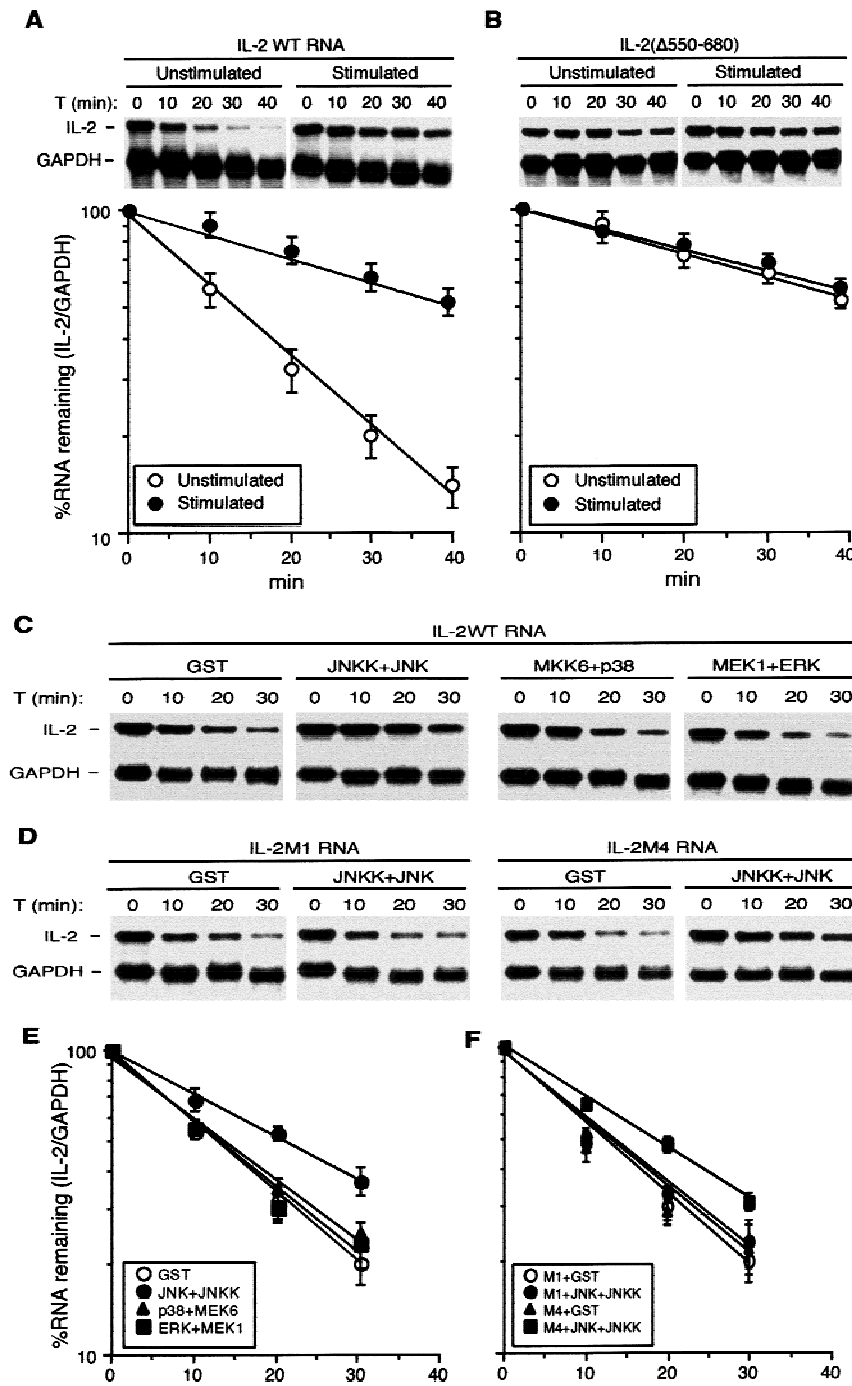 A
IL-2 WT RNA
Unstimulated Stimulated
T (min): 0 10 20 30 40 0 10 20 30 40
IL-2 –
GAPDH –
B
IL-2(Δ550-680)
Unstimulated Stimulated
0 10 20 30 40 0 10 20 30 40
%RNA remaining (IL-2/GAPDH)
100
10
Unstimulated
Stimulated
0 10 20 30 40
min
Unstimulated
Stimulated
0 10 20 30 40
min
C
IL-2WT RNA
GST JNKK+JNK MKK6+p38 MEK1+ERK
T (min): 0 10 20 30 0 10 20 30 0 10 20 30 0 10 20 30
IL-2 –
GAPDH –
D
IL-2M1 RNA IL-2M4 RNA
GST JNKK+JNK GST JNKK+JNK
T (min): 0 10 20 30 0 10 20 30 0 10 20 30 0 10 20 30
IL-2 –
GAPDH –
E
%RNA remaining (IL-2/GAPDH)
100
10
GST
JNK+JNKK
p38+MEK6
ERK+MEK1
0 10 20 30 40
F
M1+GST
M1+JNK+JNKK
M4+GST
M4+JNK+JNKK
0 10 20 30 40